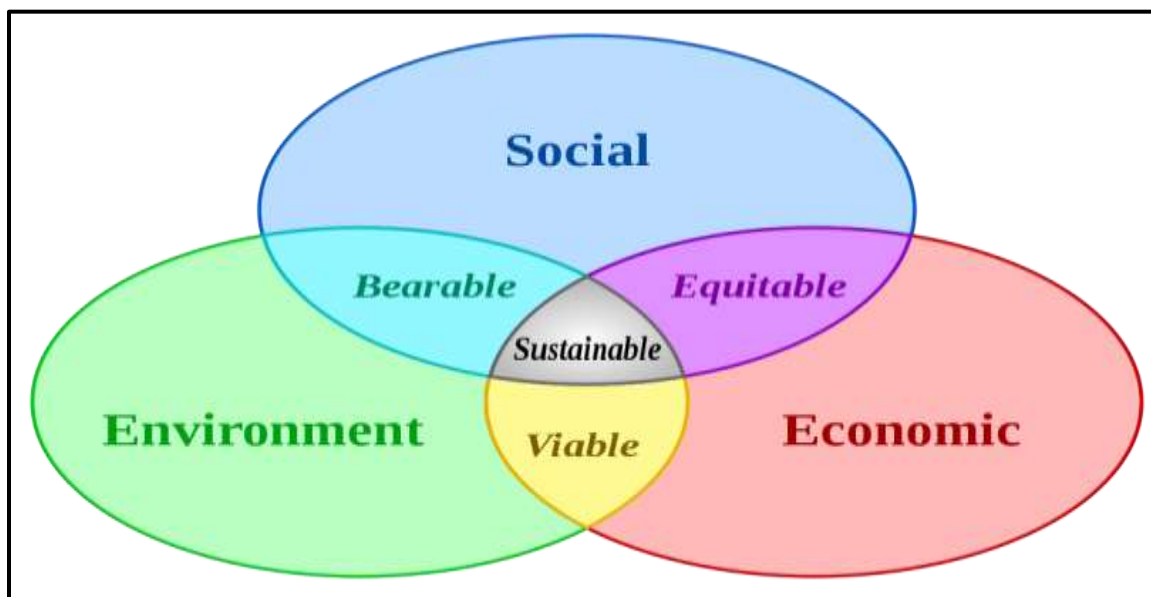 Social
Bearable
Equitable
Sustainable
Environment
Economic
Viable